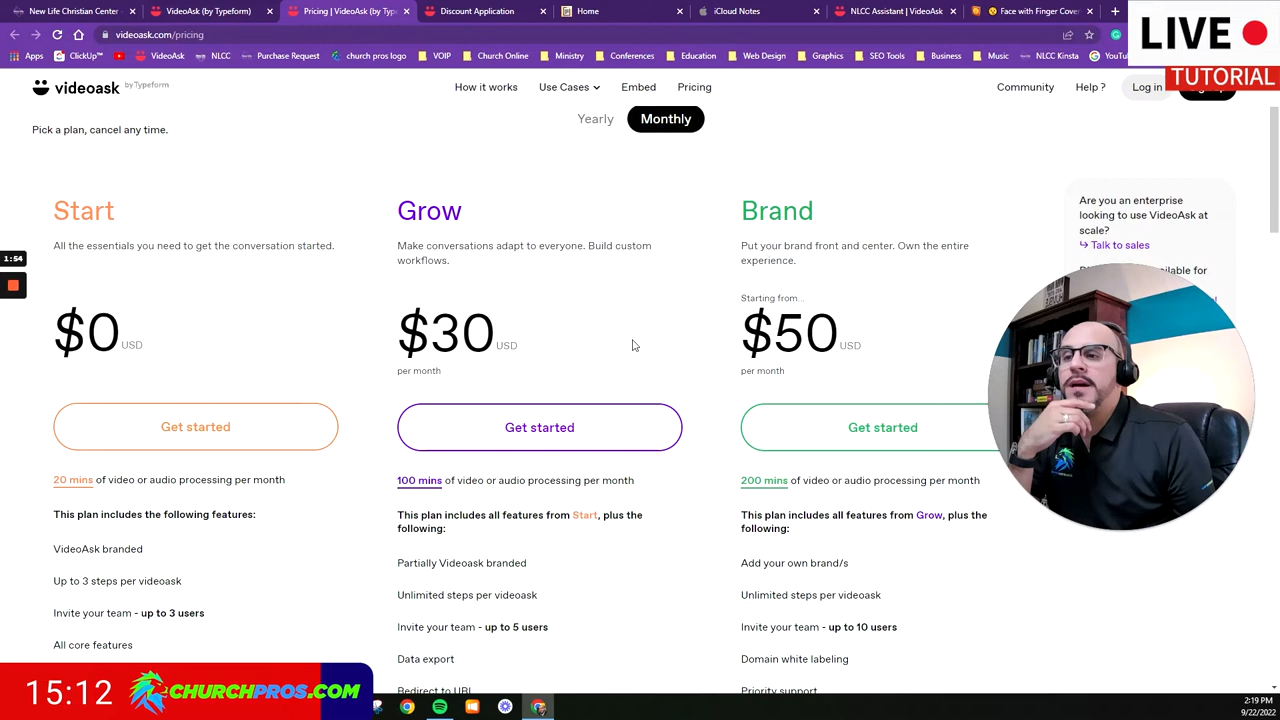 New Life Christian Center
VideoAsk (by Typeform)
Pricing | VideoAsk (by Typ
Discount Application
Home
iCloud Notes
NLCC Assistant | VideoAsk
Face with Finger Cover
videoask.com/pricing
Apps
ClickUp™
VideoAsk
NLCC
Purchase Request
church pros logo
VOIP
Church Online
Ministry
Conferences
Education
Web Design
Graphics
SEO Tools
Business
Music
NLCC Kinsta
YouT
LIVE
TUTORIAL
videoask by Typeform
How it works
Use Cases
Embed
Pricing
Community
Help ?
Log in
Pick a plan, cancel any time.
Yearly
Monthly
Start
All the essentials you need to get the conversation started.
$0 USD
Get started
20 mins of video or audio processing per month
This plan includes the following features:
VideoAsk branded
Up to 3 steps per videoask
Invite your team - up to 3 users
All core features
Grow
Make conversations adapt to everyone. Build custom
workflows.
$30 USD
per month
Get started
100 mins of video or audio processing per month
This plan includes all features from Start, plus the
following:
Partially Videoask branded
Unlimited steps per videoask
Invite your team - up to 5 users
Data export
Redirect to URL
Brand
Put your brand front and center. Own the entire
experience.
Starting from...
$50 USD
per month
Get started
200 mins of video or audio processing per month
This plan includes all features from Grow, plus the
following:
Add your own brand/s
Unlimited steps per videoask
Invite your team - up to 10 users
Domain white labeling
Priority support
Are you an enterprise
looking to use VideoAsk at
scale?
↳ Talk to sales
ilable for
1:54
15:12
CHURCHPROS.COM
2:19 PM
9/22/2022